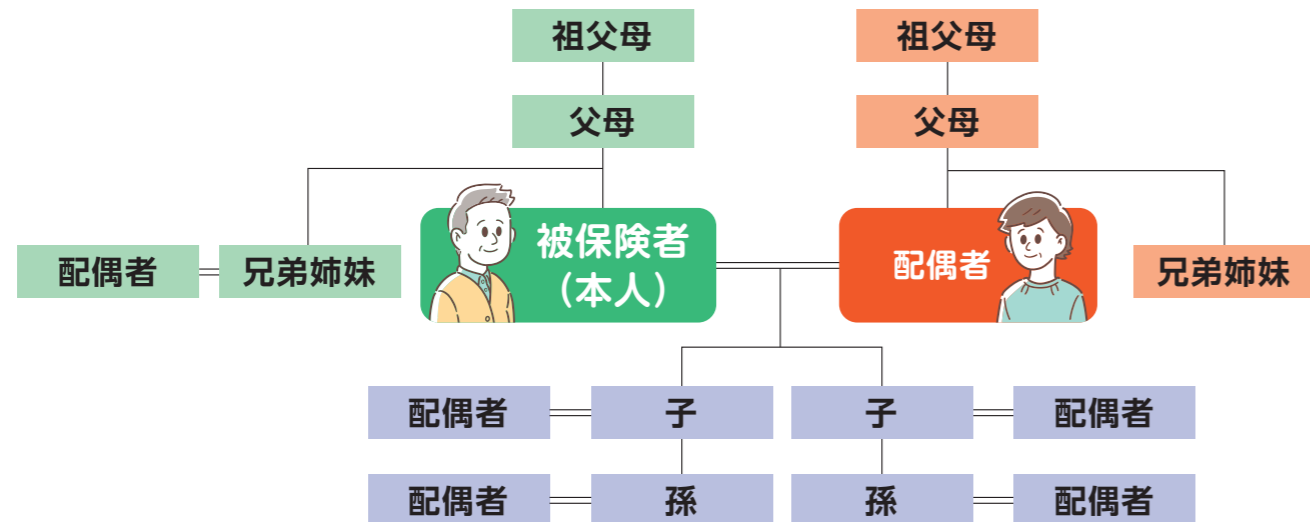 祖父母
祖父母
父母
父母
配偶者
兄弟姉妹
被保険者
（本人）
配偶者
兄弟姉妹
配偶者
子
子
配偶者
配偶者
孫
孫
配偶者